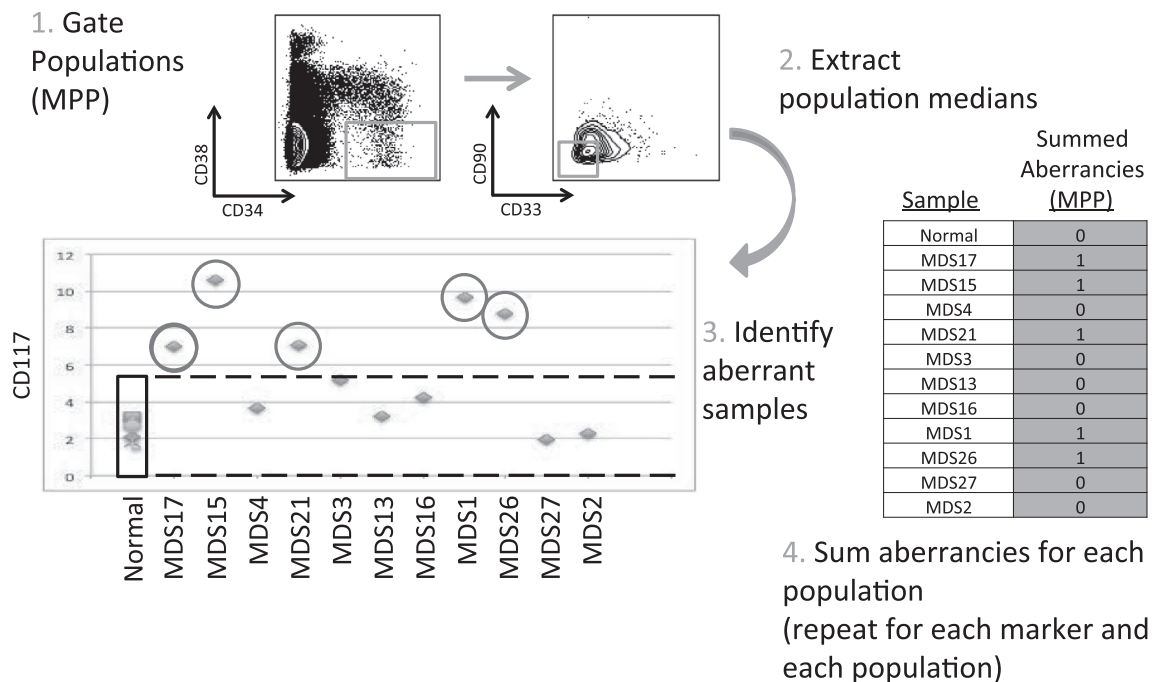 1. Gate
Populations
(MPP)
CD38
CD34
CD90
CD33
2. Extract
population medians
Summed
Aberrancies
Sample (MPP)
Normal 0
MDS17 1
MDS15 1
MDS4 0
MDS21 1
MDS3 0
MDS13 0
MDS16 0
MDS1 1
MDS26 1
MDS27 0
MDS2 0
CD117
12
10
8
6
4
2
0
Normal
MDS17
MDS15
MDS4
MDS21
MDS3
MDS13
MDS16
MDS1
MDS26
MDS27
MDS2
3. Identify
aberrant
samples
4. Sum aberrancies for each
population
(repeat for each marker and
each population)